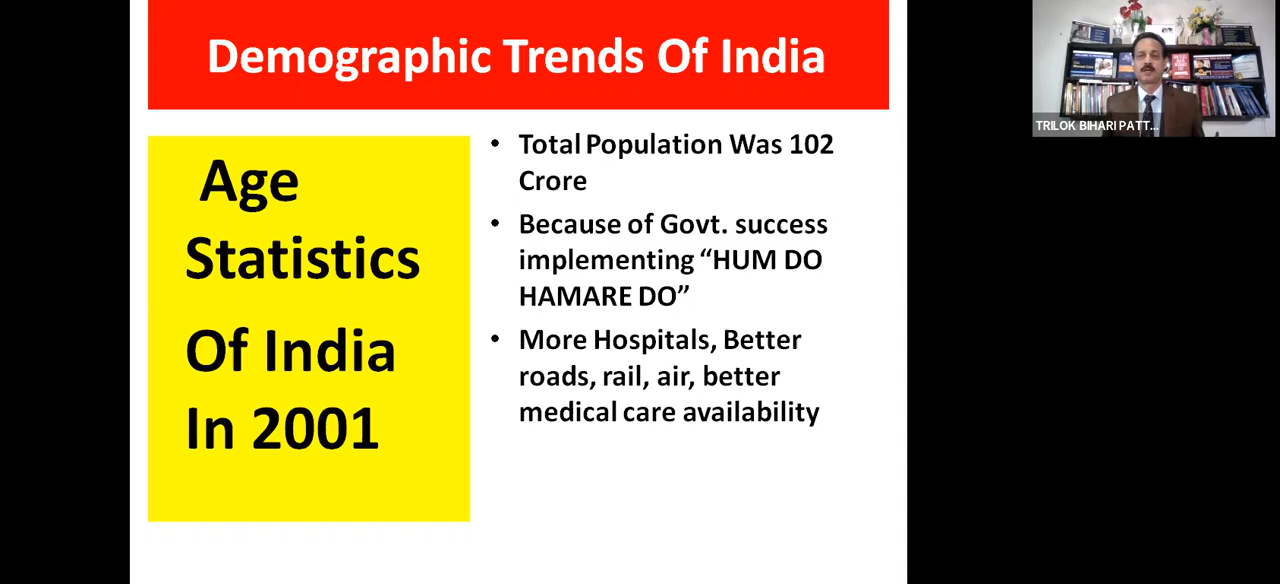 Demographic Trends Of India
Age
Statistics
Of India
In 2001
• Total Population Was 102
Crore
• Because of Govt. success
implementing “HUM DO
HAMARE DO”
• More Hospitals, Better
roads, rail, air, better
medical care availability
TRILOK BIHARI PATT...